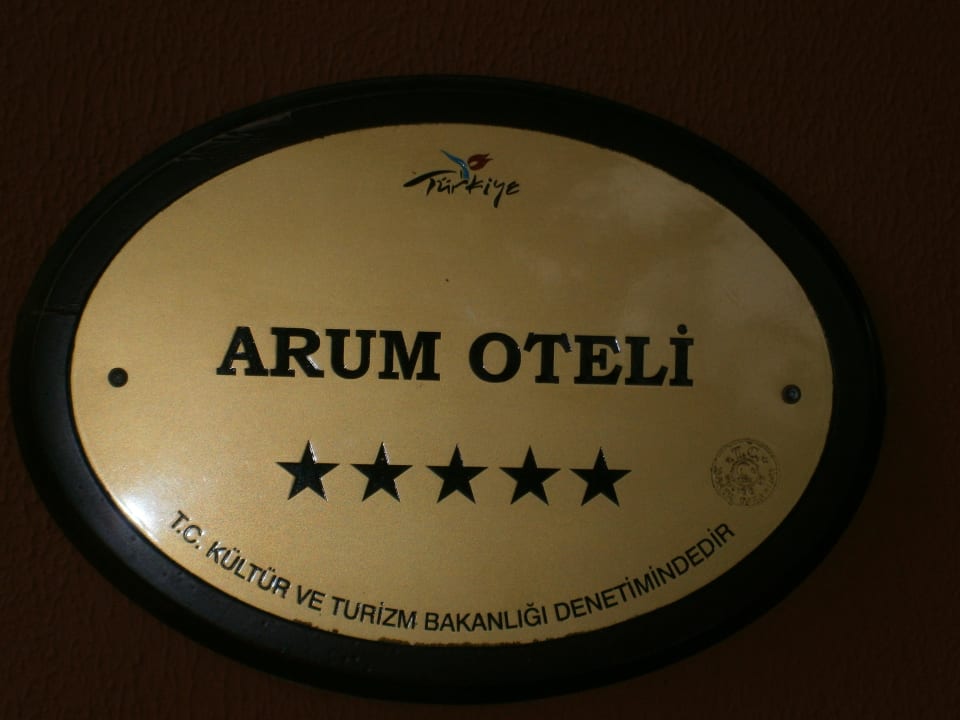 Türkiye
ARUM OTELİ
★★★★★
T.C. KÜLTÜR VE TURİZM BAKANLIĞI DENETİMİNDEDİR
T.C.